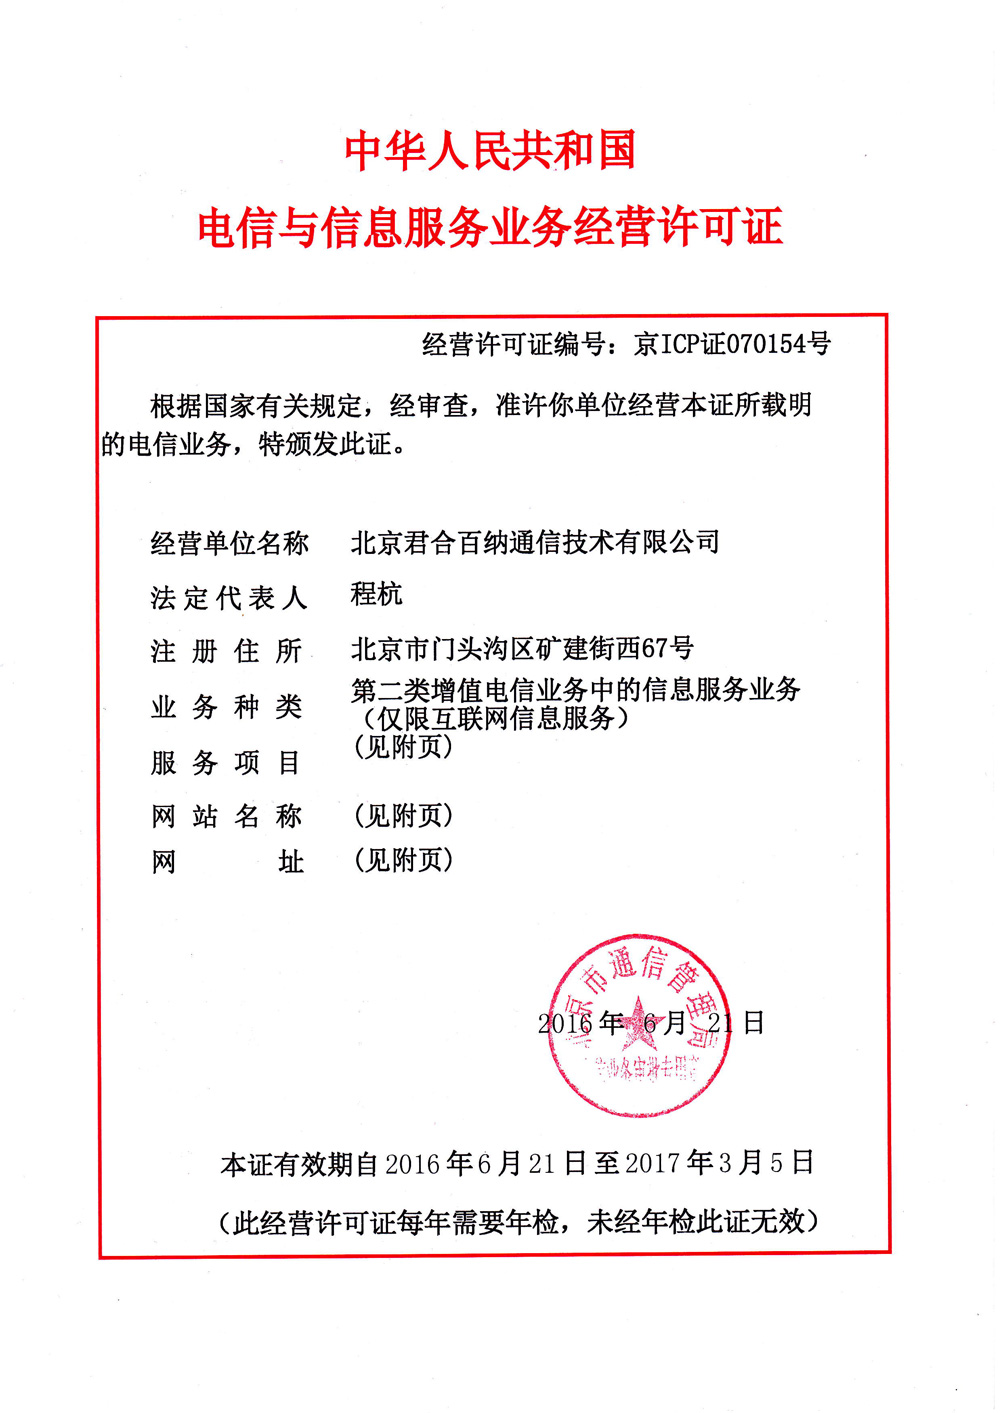 中华人民共和国
电信与信息服务业务经营许可证
经营许可证编号：京ICP证070154号
根据国家有关规定，经审查，准许你单位经营本证所载明
的电信业务，特颁发此证。
经营单位名称 北京君合百纳通信技术有限公司
法定代表人 程杭
注册住所 北京市门头沟区矿建街西67号
业务种类 第二类增值电信业务中的信息服务业务
（仅限互联网信息服务）
服务项目 (见附页)
网站名称 (见附页)
网址 (见附页)
北京市通信管理局
2016年 6月 21日
本证有效期自2016年6月21日至2017年3月5日
（此经营许可证每年需要年检，未经年检此证无效）